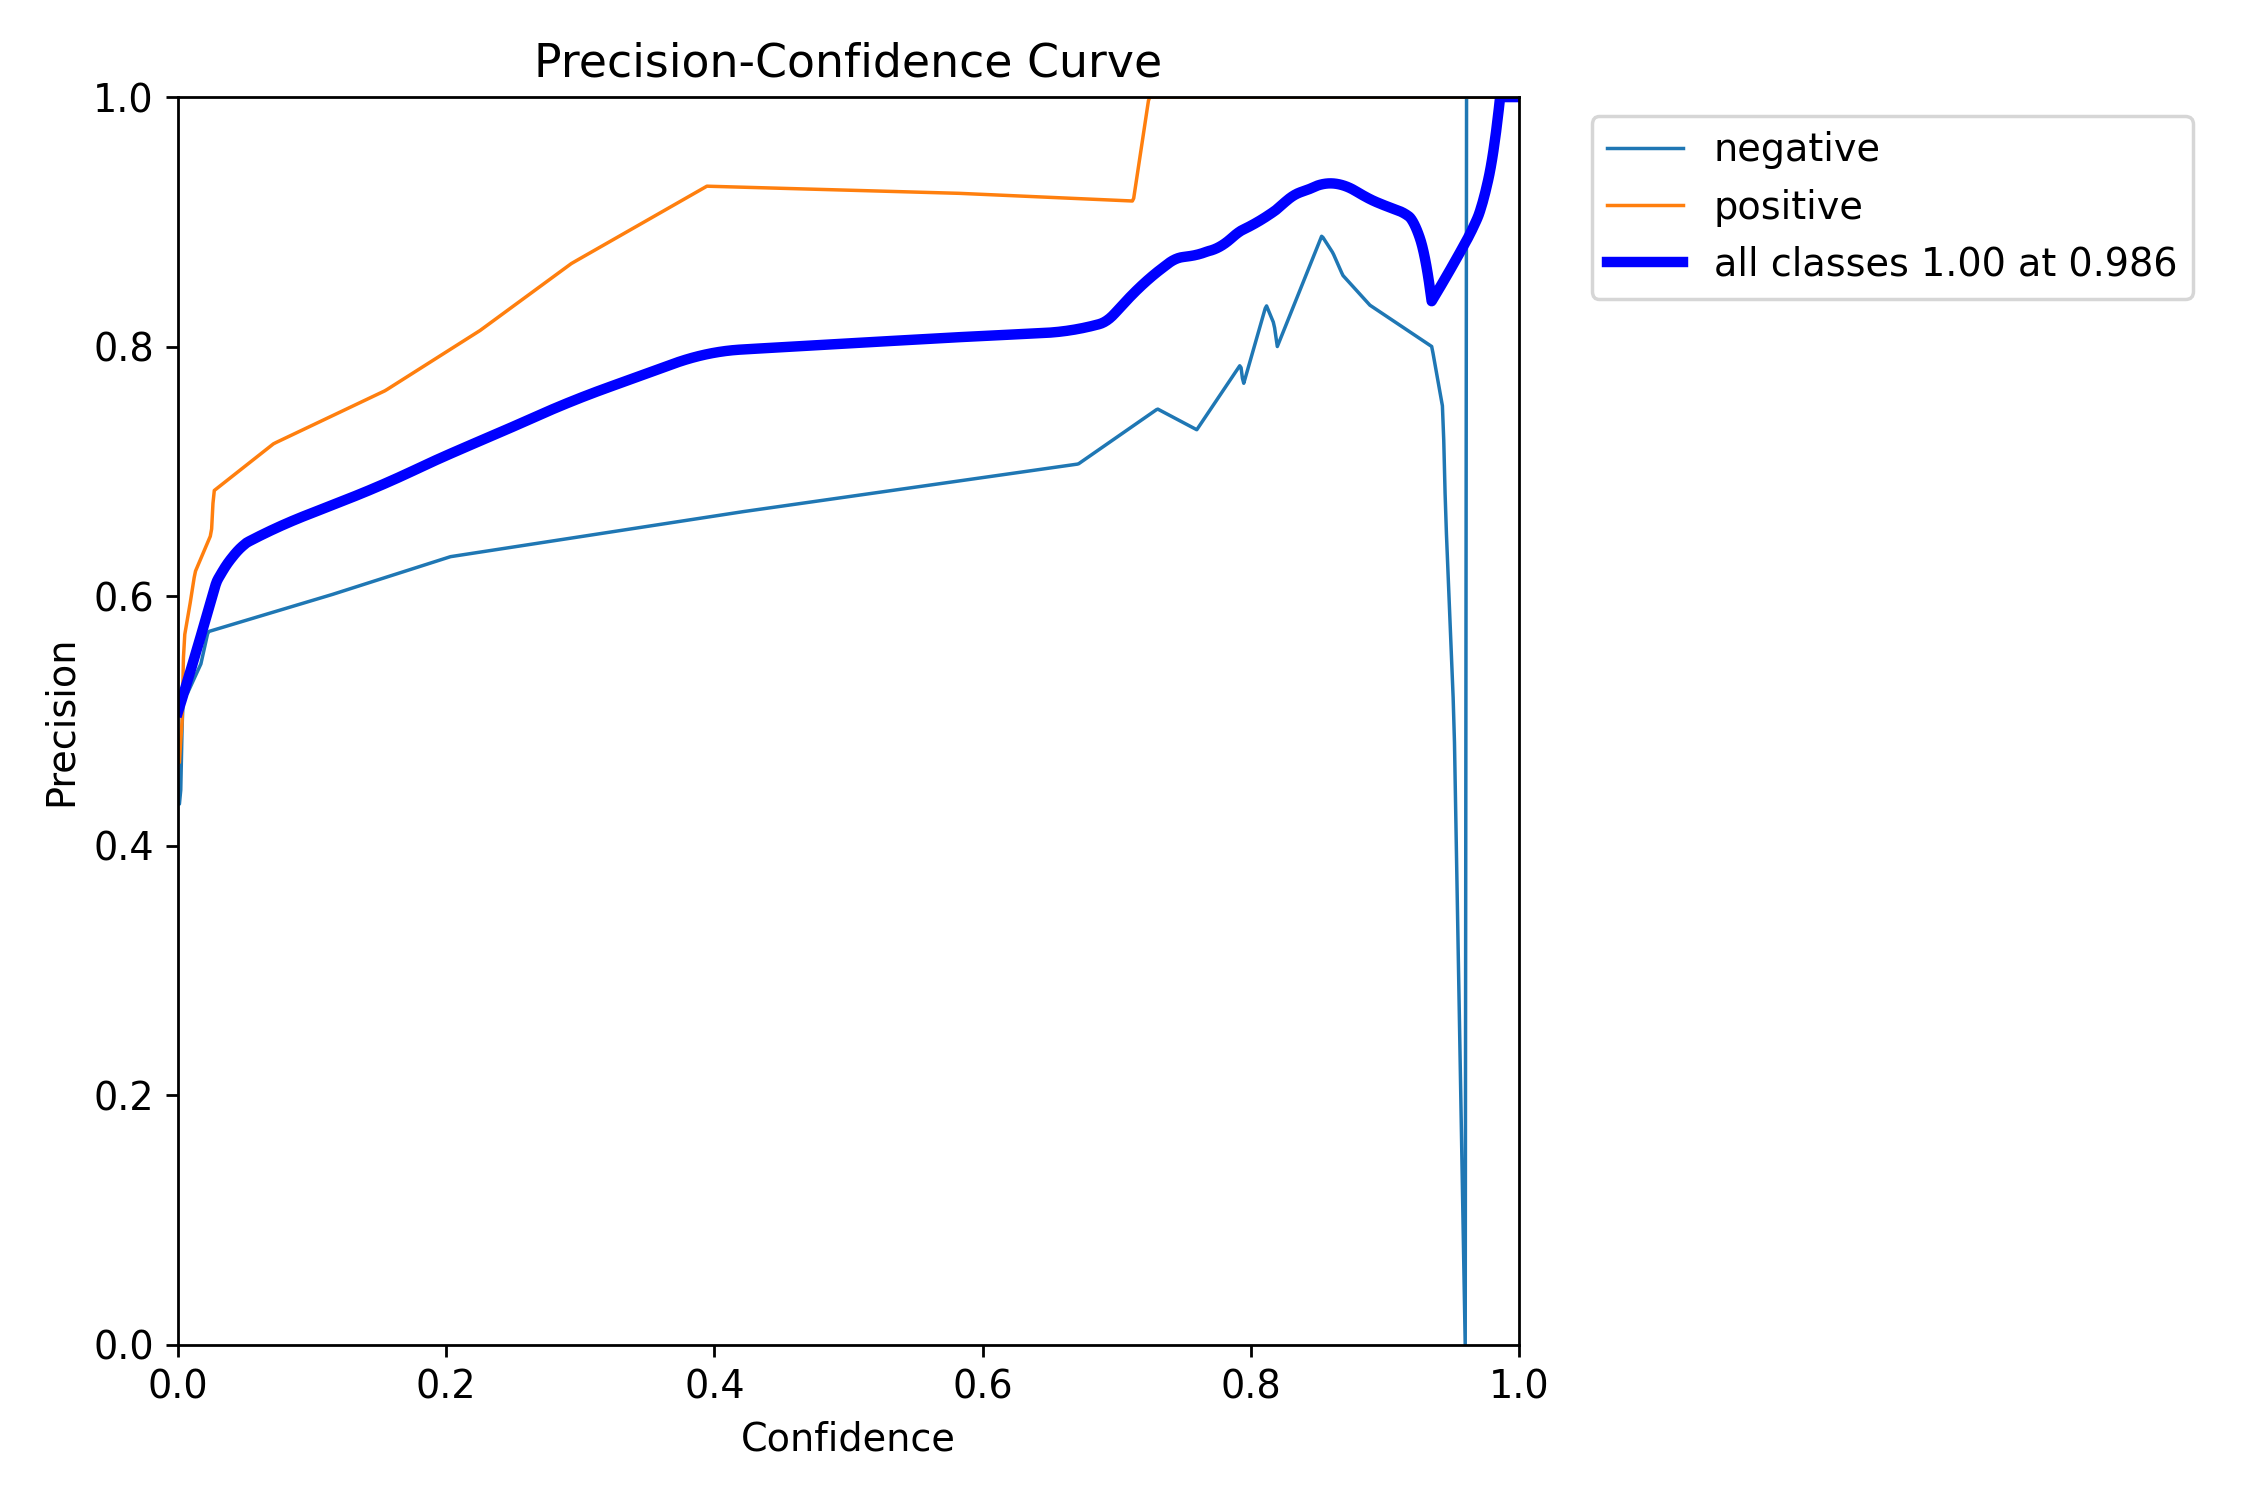 Precision-Confidence Curve
1.0
0.8
0.6
0.4
0.2
0.0
Precision
0.0 0.2 0.4 0.6 0.8 1.0
Confidence
negative
positive
all classes 1.00 at 0.986